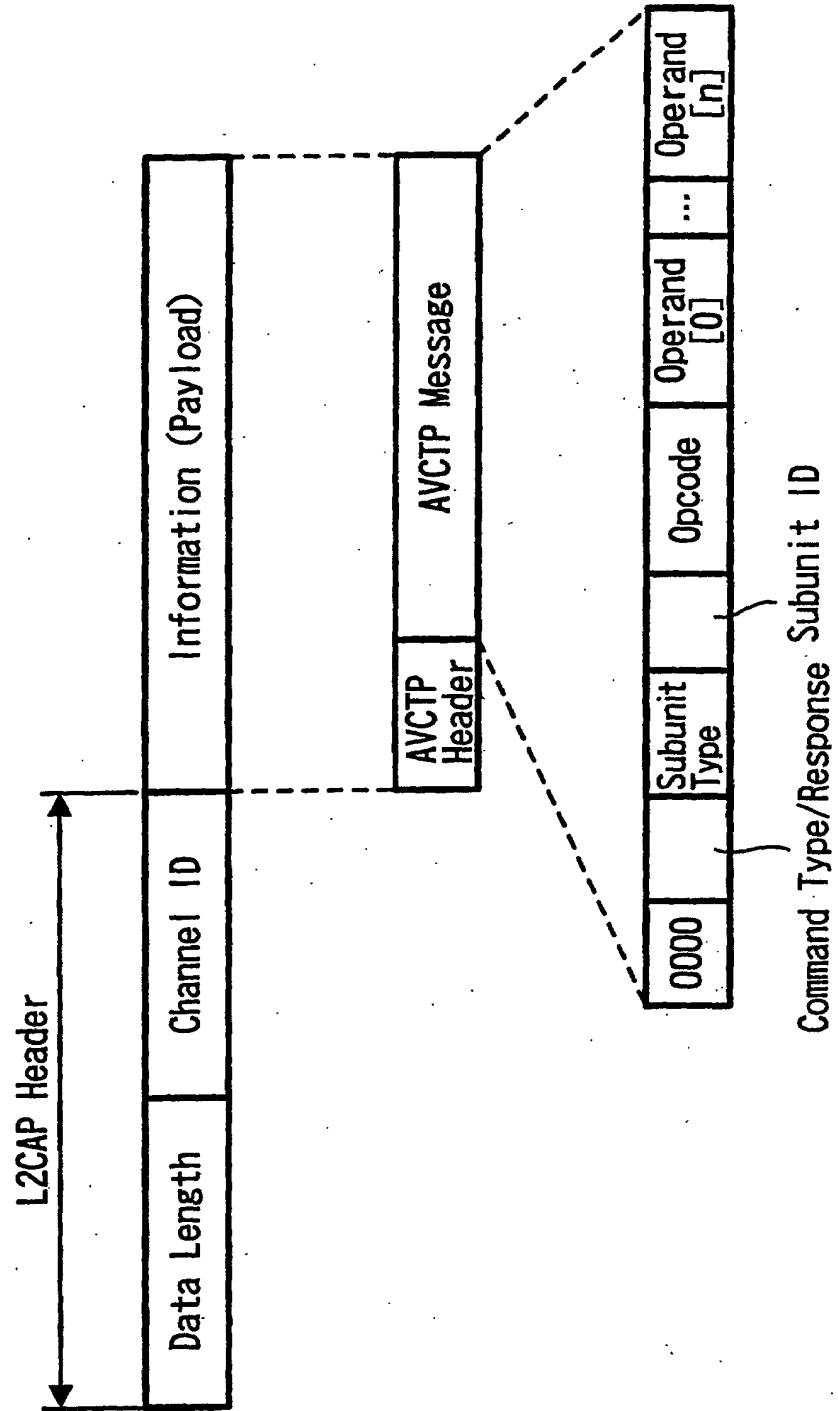 L2CAP Header
Data Length
Channel ID
Information (Payload)
AVCTP
Header
AVCTP Message
0000
Subunit
Type
Opcode
Operand
[0]
...
Operand
[n]
Command Type/Response
Subunit ID